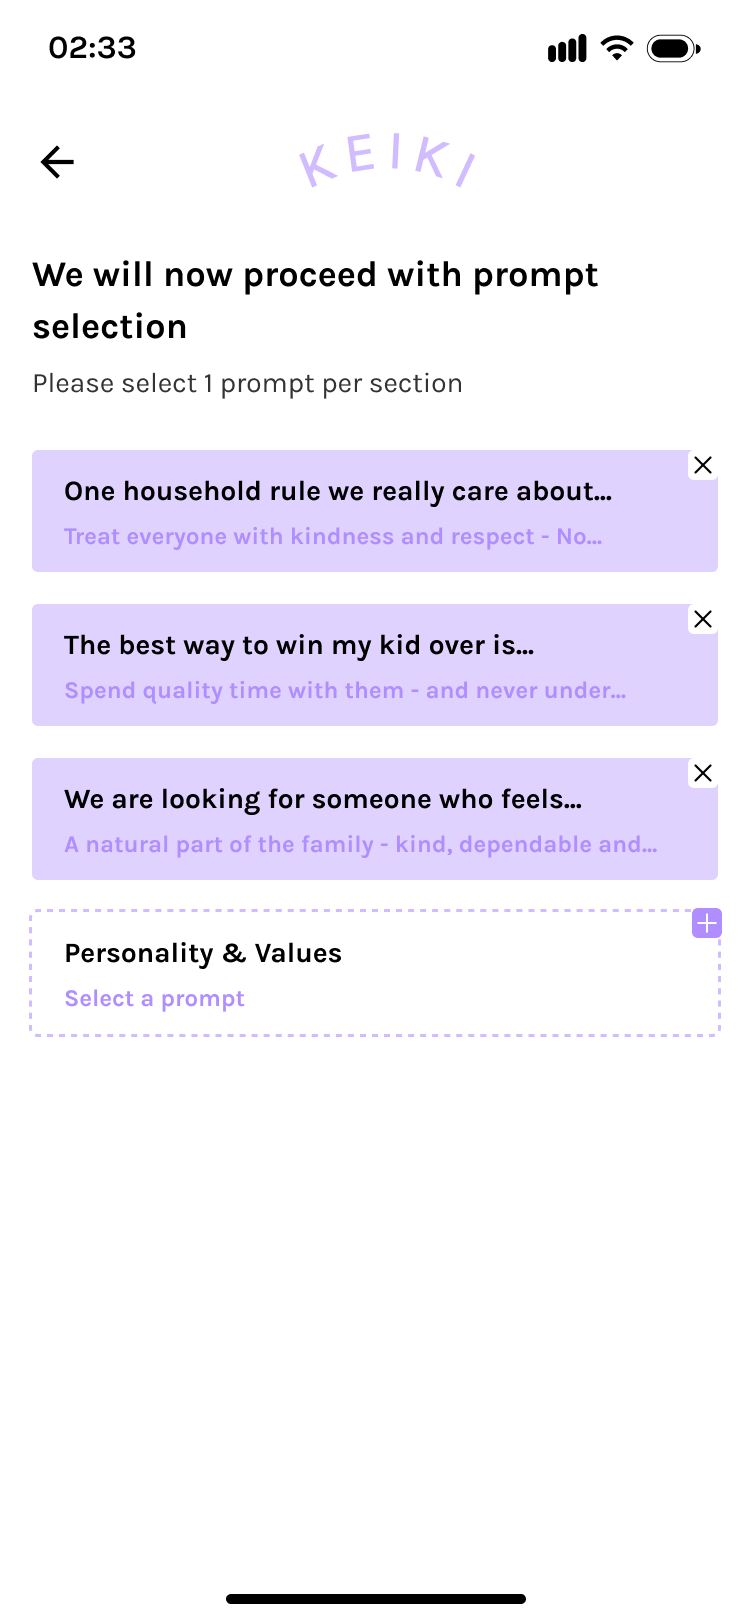 02:33
KEIKI
We will now proceed with prompt
selection
Please select 1 prompt per section
One household rule we really care about...
Treat everyone with kindness and respect - No...
The best way to win my kid over is...
Spend quality time with them - and never under...
We are looking for someone who feels...
A natural part of the family - kind, dependable and...
Personality & Values
Select a prompt